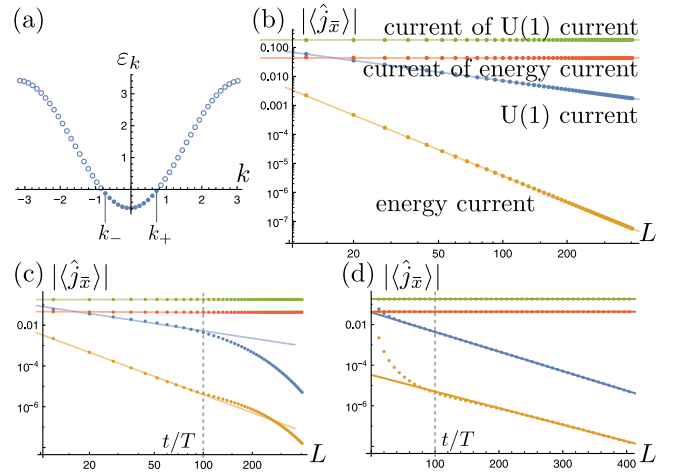 (a)
ε_k
3
2
1
-3 -2 -1 0 1 2 3
k
k_- k_+
(b) |⟨ĵ_x̄⟩|
current of U(1) current
current of energy current
U(1) current
energy current
0.100
0.010
0.001
10^-4
10^-5
10^-6
10^-7
20 50 100 200
L
(c) |⟨ĵ_x̄⟩|
0.01
10^-4
10^-6
20 50 100 200
t/T
L
(d) |⟨ĵ_x̄⟩|
0.01
10^-4
10^-6
100 200 300 400
t/T
L